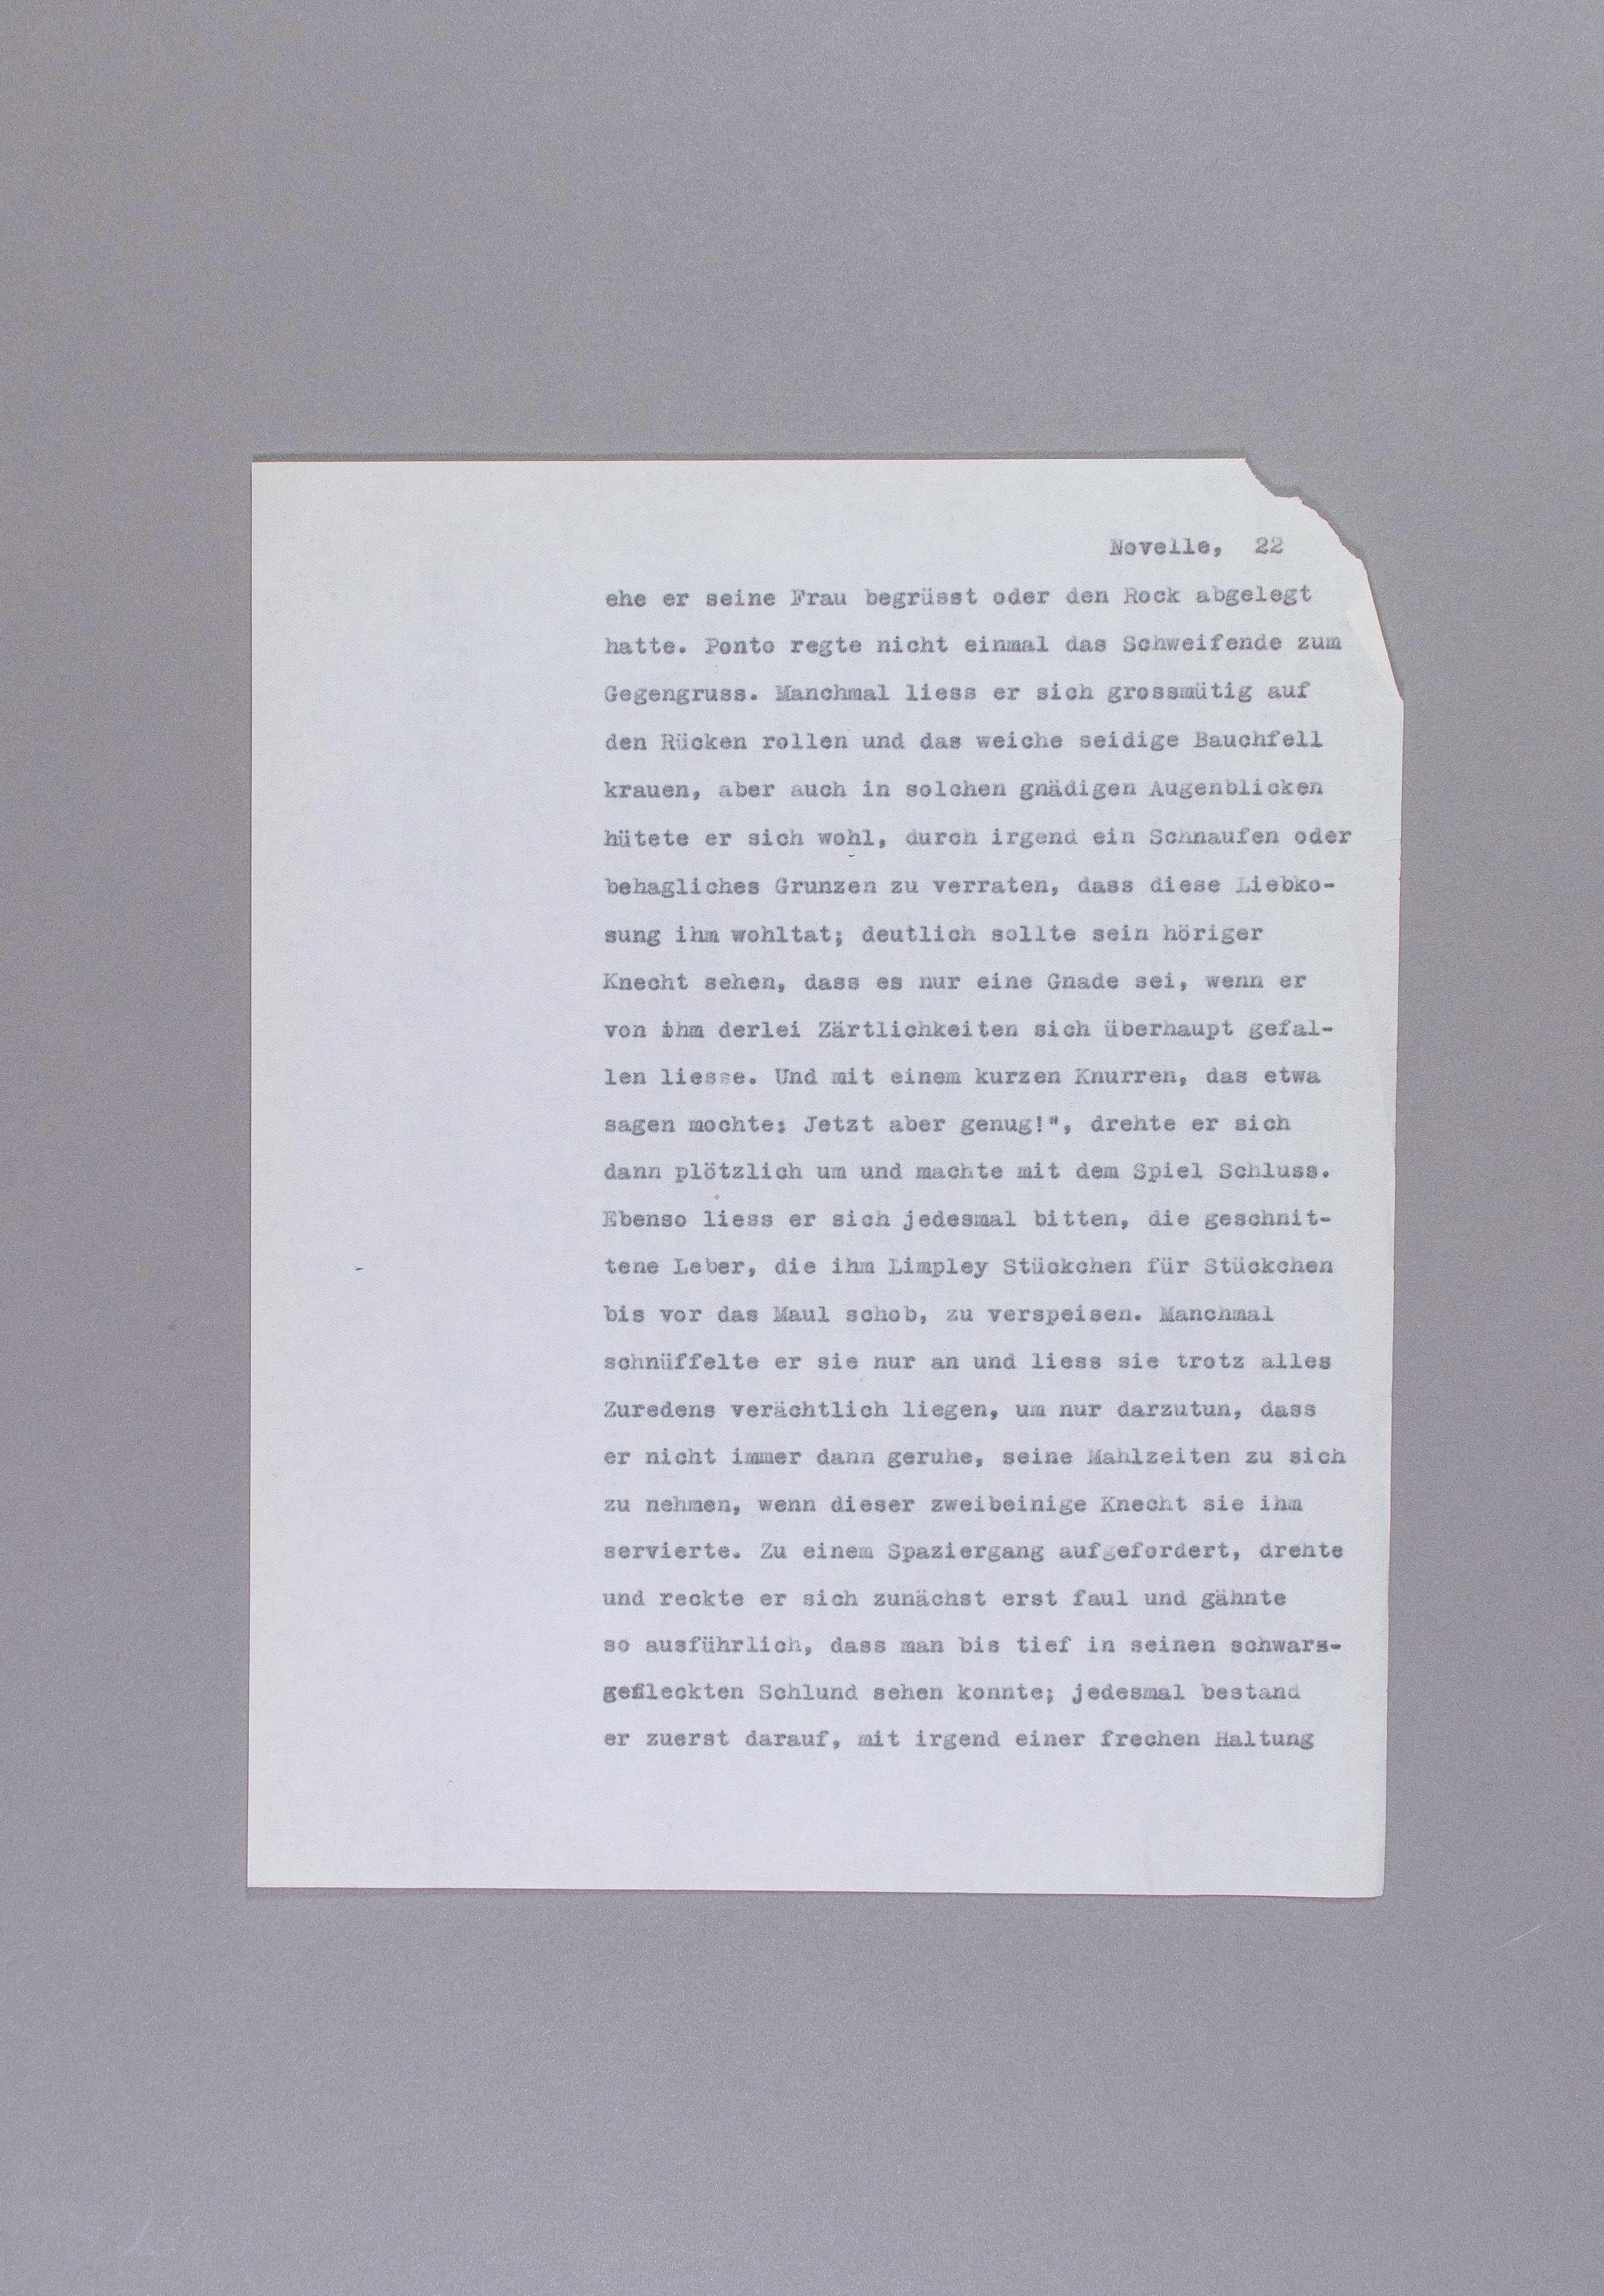 Novelle, 22
ehe er seine Frau begrüsst oder den Rock abgelegt
hatte. Ponto regte nicht einmal das Schweifende zum
Gegengruss. Manchmal liess er sich grossmütig auf
den Rücken rollen und das weiche seidige Bauchfell
krauen, aber auch in solchen gnädigen Augenblicken
hütete er sich wohl, durch irgend ein Schnaufen oder
behagliches Grunzen zu verraten, dass diese Liebko-
sung ihm wohltat; deutlich sollte sein höriger
Knecht sehen, dass es nur eine Gnade sei, wenn er
von ihm derlei Zärtlichkeiten sich überhaupt gefal-
len liesse. Und mit einem kurzen Knurren, das etwa
sagen mochte: Jetzt aber genug!", drehte er sich
dann plötzlich um und machte mit dem Spiel Schluss.
Ebenso liess er sich jedesmal bitten, die geschnit-
tene Leber, die ihm Limpley Stückchen für Stückchen
bis vor das Maul schob, zu verspeisen. Manchmal
schnüffelte er sie nur an und liess sie trotz alles
Zuredens verächtlich liegen, um nur darzutun, dass
er nicht immer dann geruhe, seine Mahlzeiten zu sich
zu nehmen, wenn dieser zweibeinige Knecht sie ihm
servierte. Zu einem Spaziergang aufgefordert, drehte
und reckte er sich zunächst erst faul und gähnte
so ausführlich, dass man bis tief in seinen schwarz-
gefleckten Schlund sehen konnte; jedesmal bestand
er zuerst darauf, mit irgend einer frechen Haltung